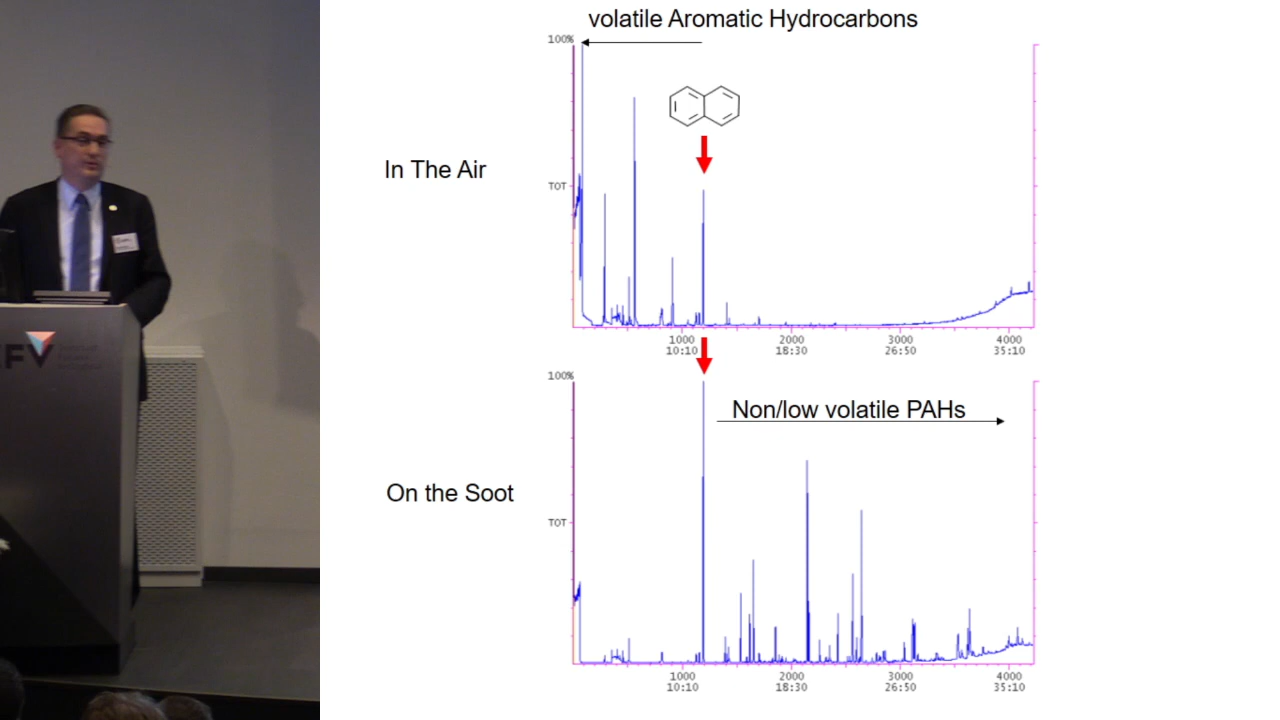 volatile Aromatic Hydrocarbons
100%
In The Air
TOT
1000 2000 3000 4000
10:10 18:30 26:50 35:10
100%
Non/low volatile PAHs
On the Soot
TOT
1000 2000 3000 4000
10:10 18:30 26:50 35:10